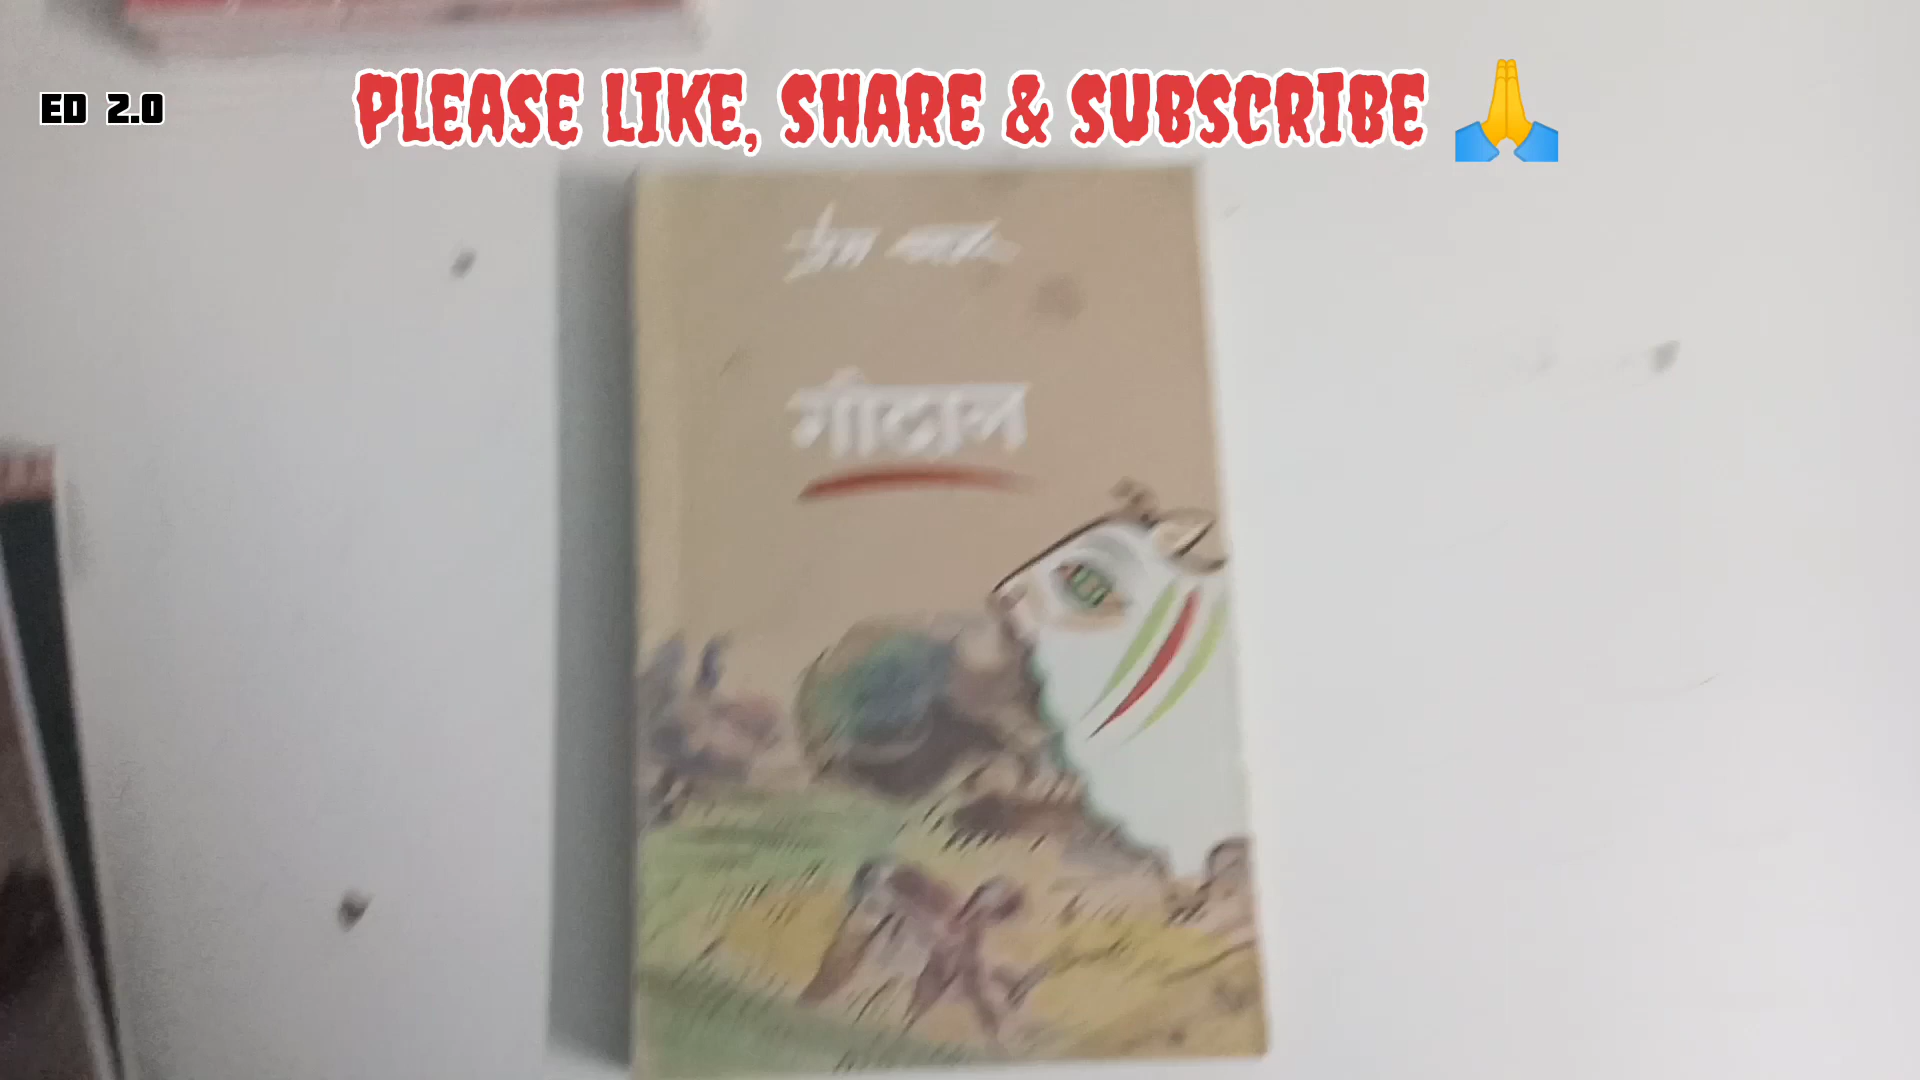 PLEASE LIKE, SHARE & SUBSCRIBE 🙏
ED 2.0
गोदान